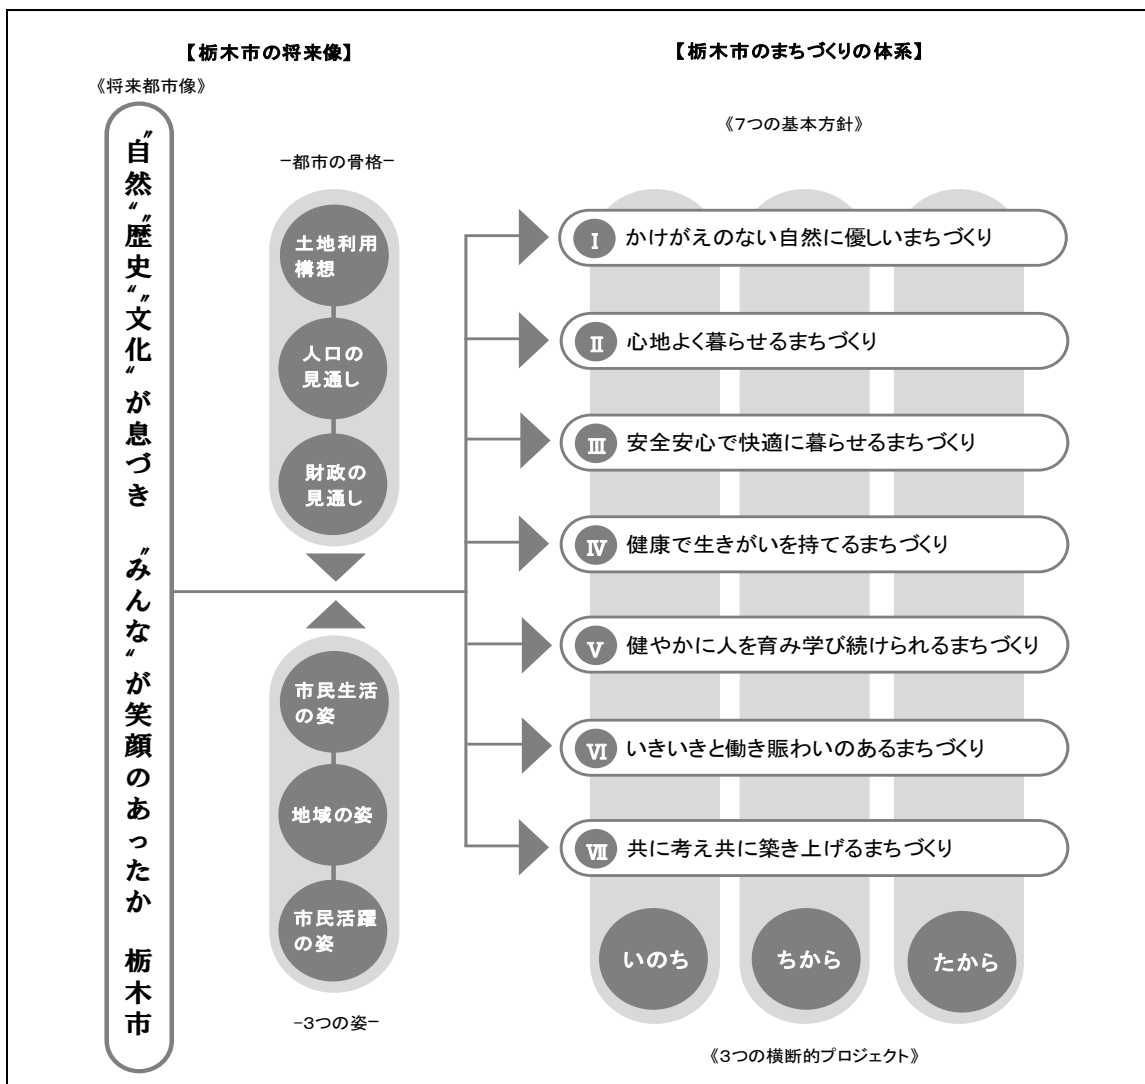 【栃木市の将来像】
《将来都市像》
〝自然〟〝歴史〟〝文化〟が息づき　〝みんな〟が笑顔のあったか　栃木市
－都市の骨格－
土地利用
構想
人口の
見通し
財政の
見通し
市民生活
の姿
地域の姿
市民活躍
の姿
－3つの姿－
【栃木市のまちづくりの体系】
《7つの基本方針》
Ⅰ　かけがえのない自然に優しいまちづくり
Ⅱ　心地よく暮らせるまちづくり
Ⅲ　安全安心で快適に暮らせるまちづくり
Ⅳ　健康で生きがいを持てるまちづくり
Ⅴ　健やかに人を育み学び続けられるまちづくり
Ⅵ　いきいきと働き賑わいのあるまちづくり
Ⅶ　共に考え共に築き上げるまちづくり
いのち
ちから
たから
《3つの横断的プロジェクト》